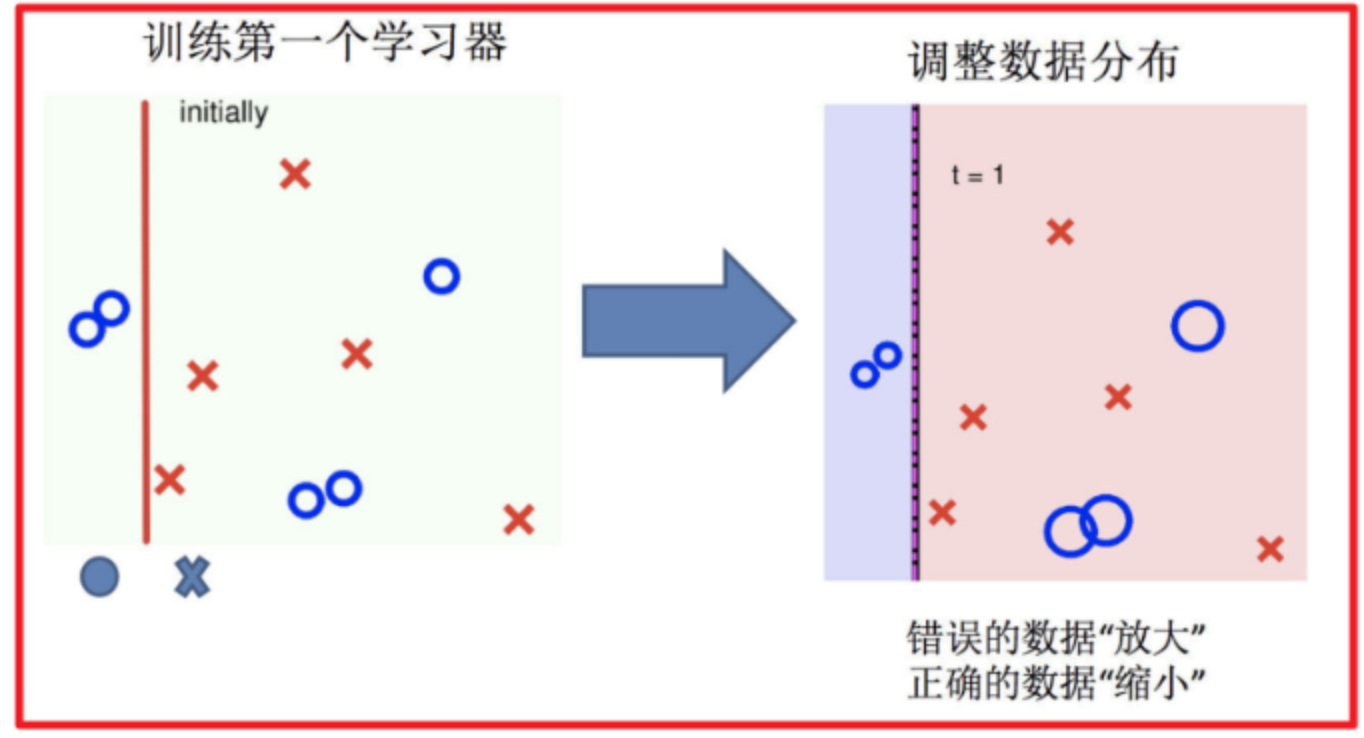 训练第一个学习器
initially
调整数据分布
t = 1
错误的数据“放大”
正确的数据“缩小”